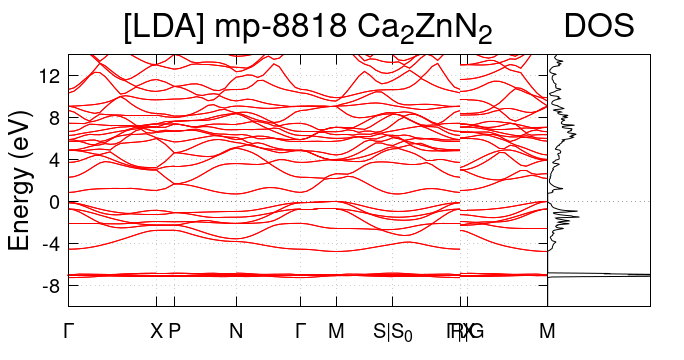 [LDA] mp-8818 Ca₂ZnN₂ DOS
Energy (eV)
12
8
4
0
-4
-8
Γ X P N Γ M S|S₀ Γ|R|X|G M